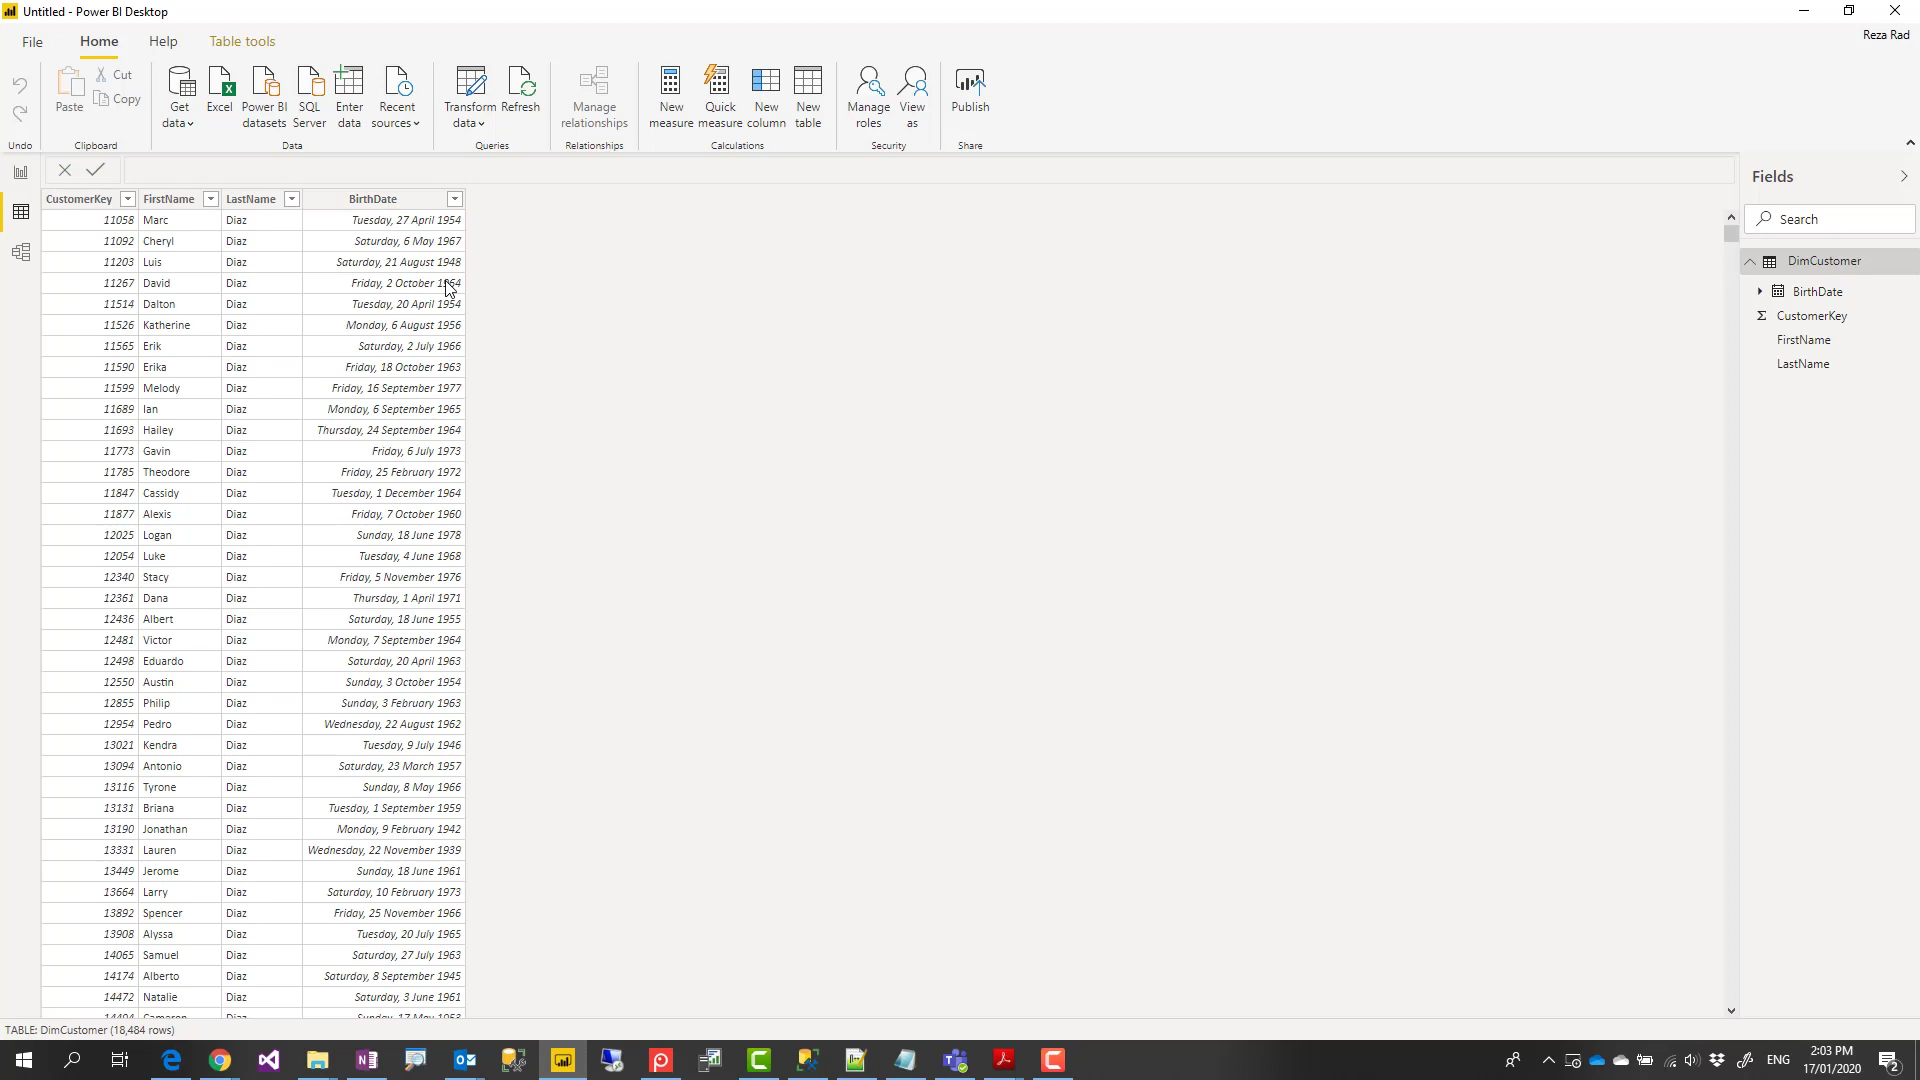 Untitled - Power BI Desktop
Reza Rad
File Home Help Table tools
Cut
Copy
Paste
Get data
Excel
Power BI datasets
SQL Server
Enter data
Recent sources
Transform data
Refresh
Manage relationships
New measure
Quick measure
New column
New table
Manage roles
View as
Publish
Undo Clipboard Data Queries Relationships Calculations Security Share
CustomerKey FirstName LastName BirthDate
11058 Marc Diaz Tuesday, 27 April 1954
11092 Cheryl Diaz Saturday, 6 May 1967
11203 Luis Diaz Saturday, 21 August 1948
11267 David Diaz Friday, 2 October 1964
11514 Dalton Diaz Tuesday, 20 April 1954
11526 Katherine Diaz Monday, 6 August 1956
11565 Erik Diaz Saturday, 2 July 1966
11590 Erika Diaz Friday, 18 October 1963
11599 Melody Diaz Friday, 16 September 1977
11689 Ian Diaz Monday, 6 September 1965
11693 Hailey Diaz Thursday, 24 September 1964
11773 Gavin Diaz Friday, 6 July 1973
11785 Theodore Diaz Friday, 25 February 1972
11847 Cassidy Diaz Tuesday, 1 December 1964
11877 Alexis Diaz Friday, 7 October 1960
12025 Logan Diaz Sunday, 18 June 1978
12054 Luke Diaz Tuesday, 4 June 1968
12340 Stacy Diaz Friday, 5 November 1976
12361 Dana Diaz Thursday, 1 April 1971
12436 Albert Diaz Saturday, 18 June 1955
12481 Victor Diaz Monday, 7 September 1964
12498 Eduardo Diaz Saturday, 20 April 1963
12550 Austin Diaz Sunday, 3 October 1954
12855 Philip Diaz Sunday, 3 February 1963
12954 Pedro Diaz Wednesday, 22 August 1962
13021 Kendra Diaz Tuesday, 9 July 1946
13094 Antonio Diaz Saturday, 23 March 1957
13116 Tyrone Diaz Sunday, 8 May 1966
13131 Briana Diaz Tuesday, 1 September 1959
13190 Jonathan Diaz Monday, 9 February 1942
13331 Lauren Diaz Wednesday, 22 November 1939
13449 Jerome Diaz Sunday, 18 June 1961
13664 Larry Diaz Saturday, 10 February 1973
13892 Spencer Diaz Friday, 25 November 1966
13908 Alyssa Diaz Tuesday, 20 July 1965
14065 Samuel Diaz Saturday, 27 July 1963
14174 Alberto Diaz Saturday, 8 September 1945
14472 Natalie Diaz Saturday, 3 June 1961
Fields
Search
DimCustomer
BirthDate
Σ CustomerKey
FirstName
LastName
TABLE: DimCustomer (18,484 rows)
ENG
2:03 PM
17/01/2020
2